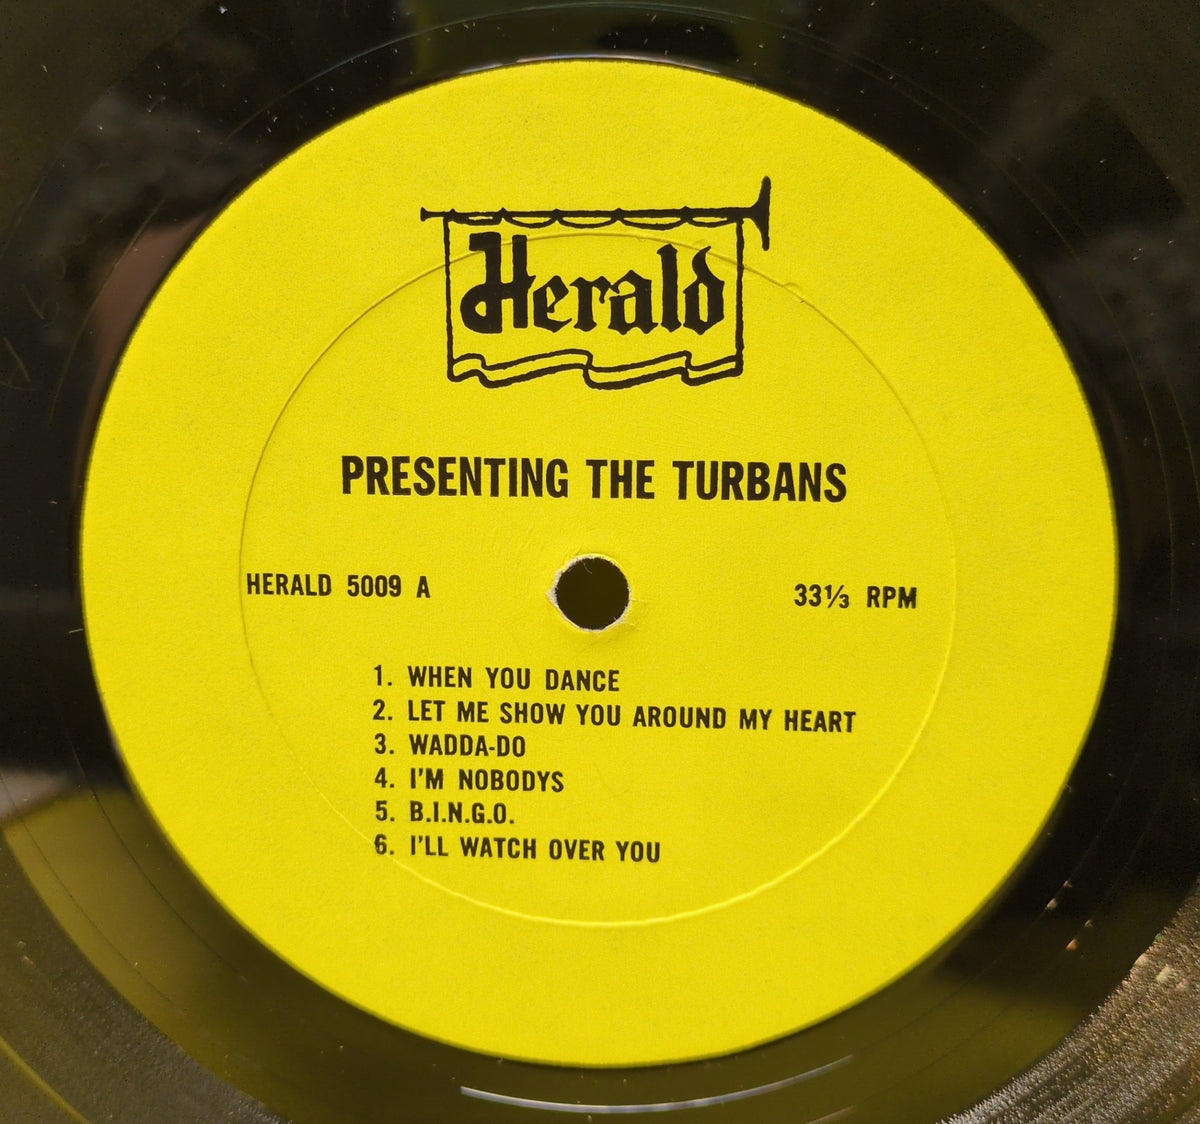 Herald
PRESENTING THE TURBANS
HERALD 5009 A 33⅓ RPM
1. WHEN YOU DANCE
2. LET ME SHOW YOU AROUND MY HEART
3. WADDA-DO
4. I'M NOBODYS
5. B.I.N.G.O.
6. I'LL WATCH OVER YOU